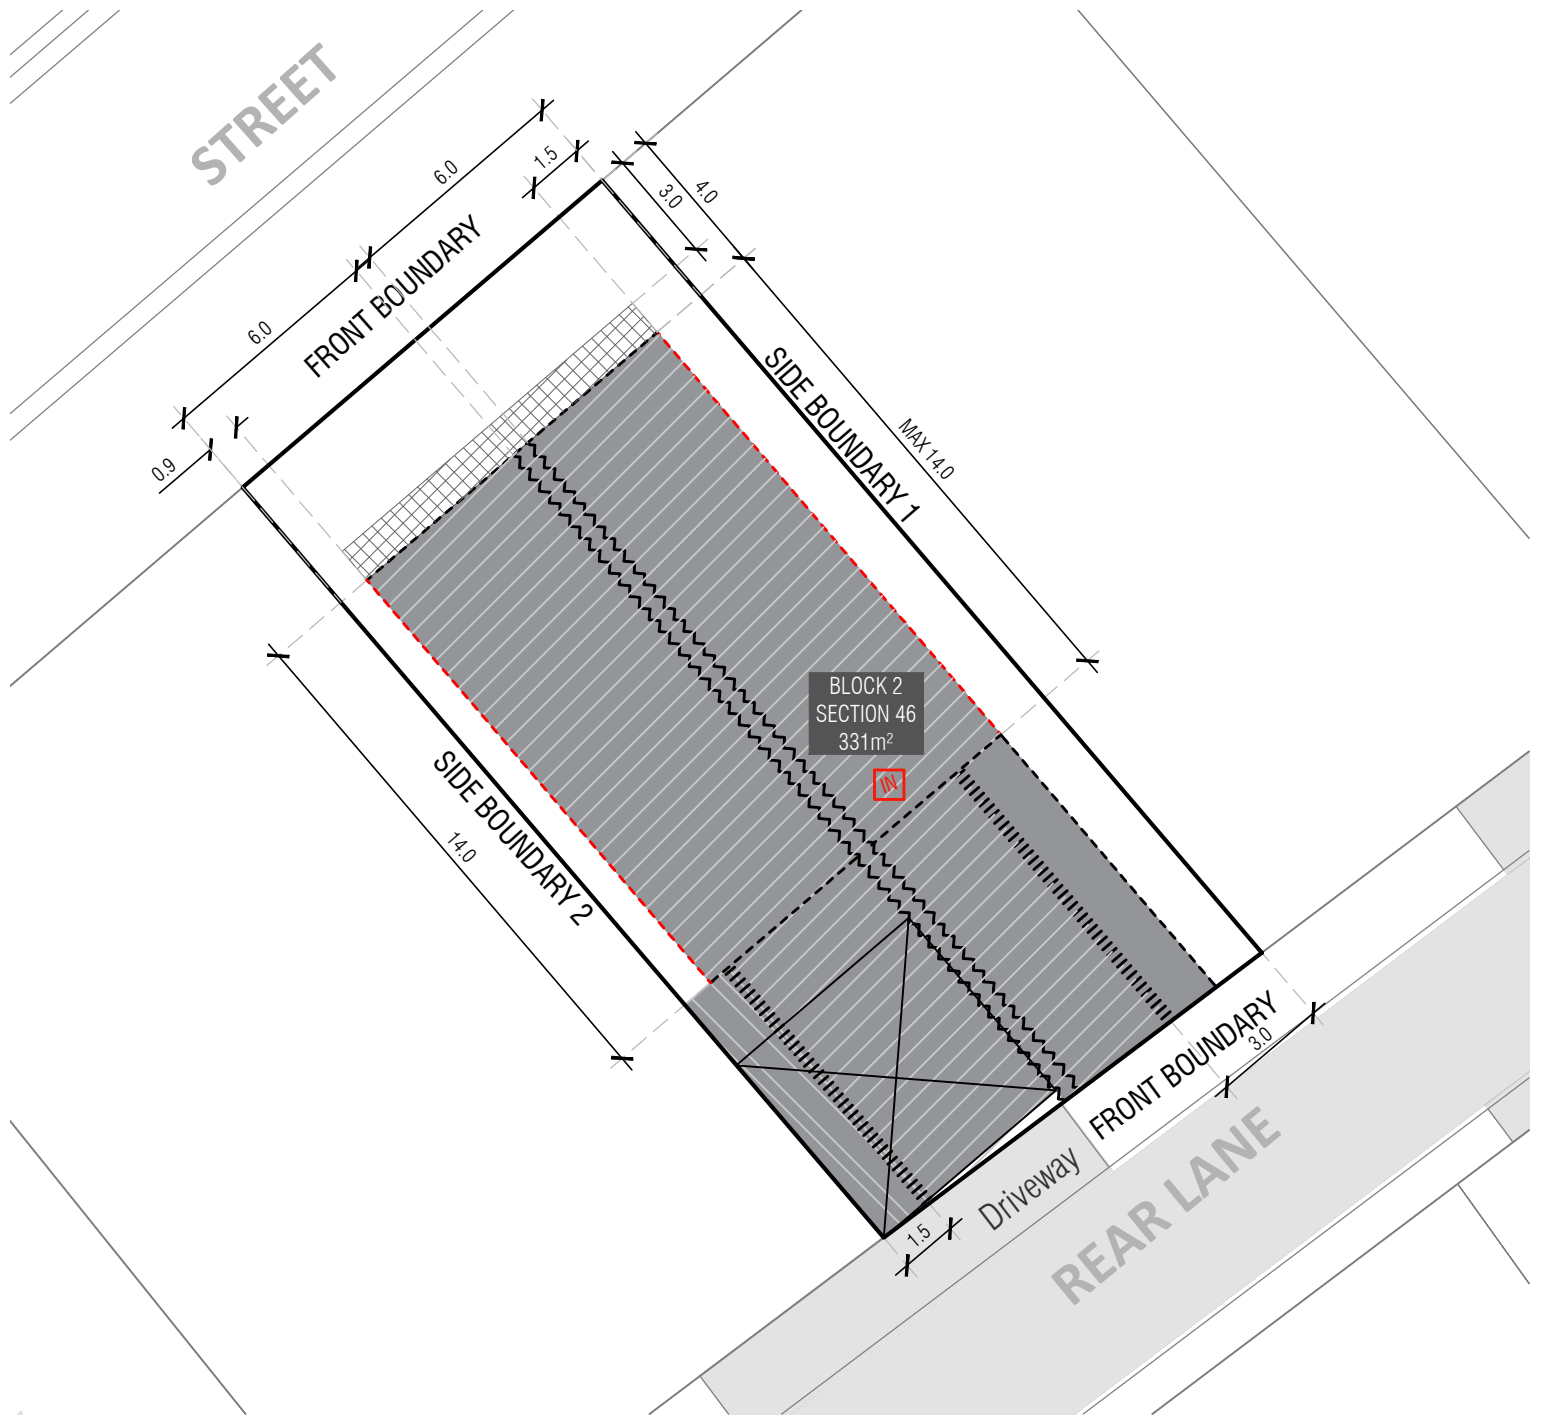 STREET
6.0
1.5
6.0
FRONT BOUNDARY
3.0
4.0
0.9
SIDE BOUNDARY 1
MAX 14.0
BLOCK 2
SECTION 46
331m²
IN
SIDE BOUNDARY 2
14.0
FRONT BOUNDARY
3.0
Driveway
1.5
REAR LANE